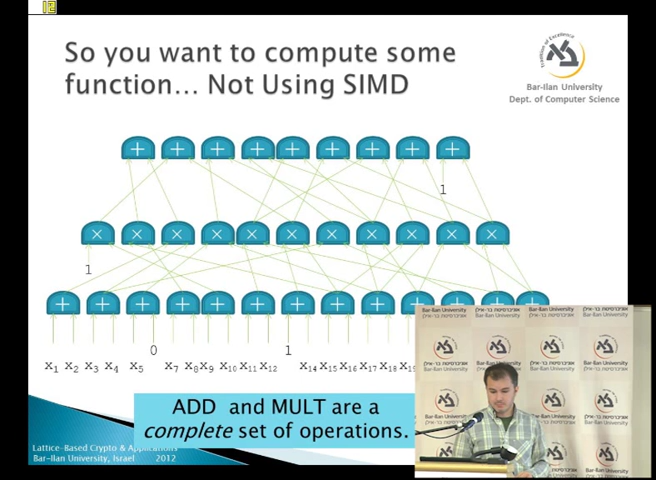 12
So you want to compute some
function... Not Using SIMD
Bar-Ilan University
Dept. of Computer Science
+ + + + + + + + +
1
× × × × × × × × × × ×
1
+ + + + + + + + + + + + +
0 1
x1 x2 x3 x4 x5 x7 x8 x9 x10 x11 x12 x14 x15 x16 x17 x18
ADD and MULT are a
complete set of operations.
Lattice-Based Crypto & Applications
Bar-Ilan University, Israel 2012
Bar-Ilan University
אוניברסיטת בר-אילן